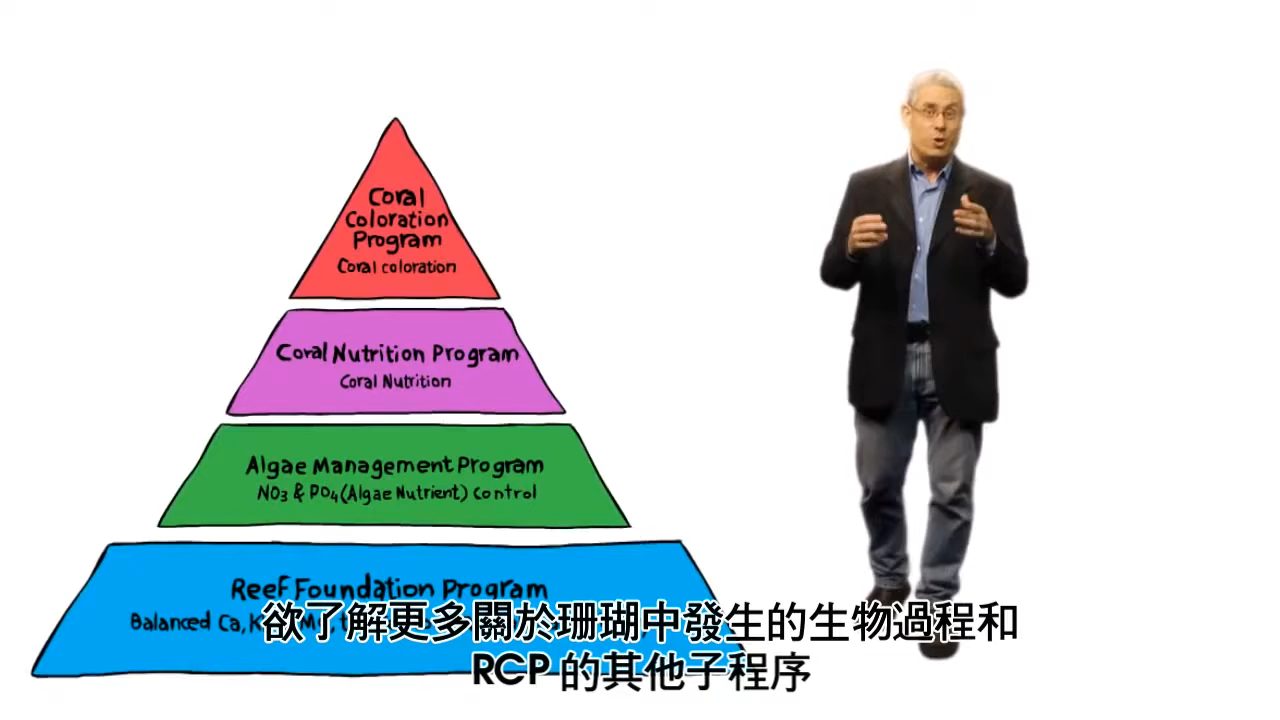 Coral
Coloration
Program
Coral coloration
Coral Nutrition Program
Coral Nutrition
Algae Management Program
NO3 & PO4 (Algae Nutrient) Control
Reef Foundation Program
Balanced Ca,
欲了解更多關於珊瑚中發生的生物過程和
RCP 的其他子程序